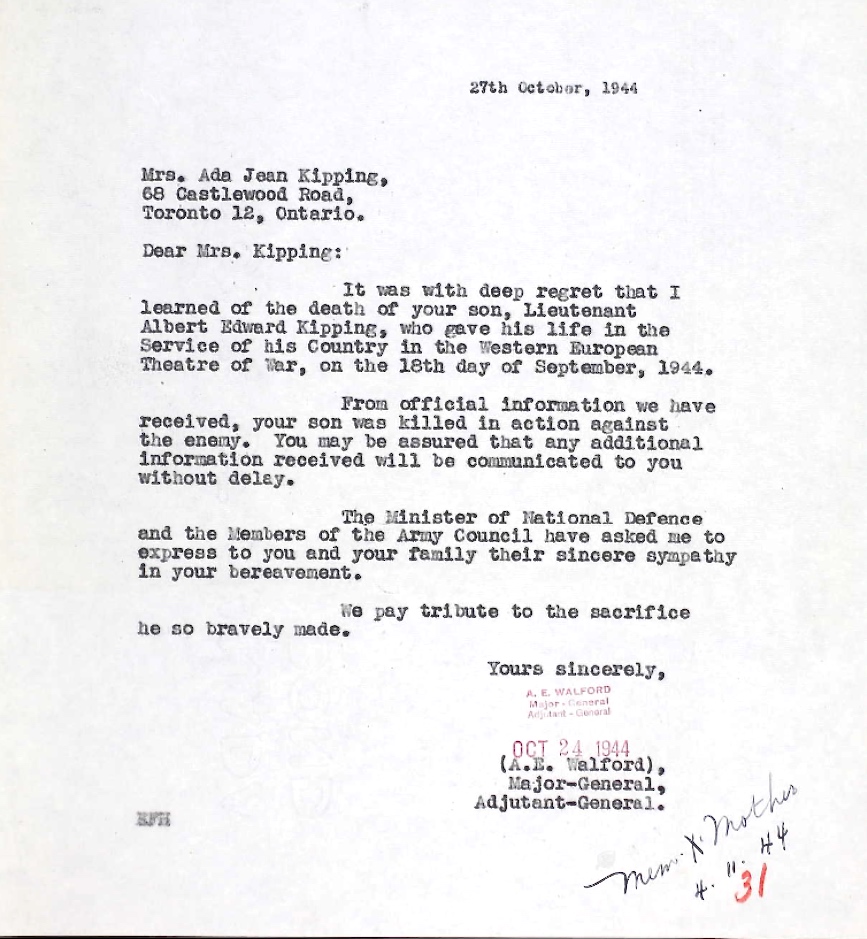 27th October, 1944
Mrs. Ada Jean Kipping,
68 Castlewood Road,
Toronto 12, Ontario.
Dear Mrs. Kipping:
It was with deep regret that I
learned of the death of your son, Lieutenant
Albert Edward Kipping, who gave his life in the
Service of his Country in the Western European
Theatre of War, on the 18th day of September, 1944.
From official information we have
received, your son was killed in action against
the enemy. You may be assured that any additional
information received will be communicated to you
without delay.
The Minister of National Defence
and the Members of the Army Council have asked me to
express to you and your family their sincere sympathy
in your bereavement.
We pay tribute to the sacrifice
he so bravely made.
Yours sincerely,
A. E. WALFORD
Major - General
Adjutant - General
OCT 24 1944
(A.E. Walford),
Major-General,
Adjutant-General.
Mem. X Mother
4. 11. 44
31